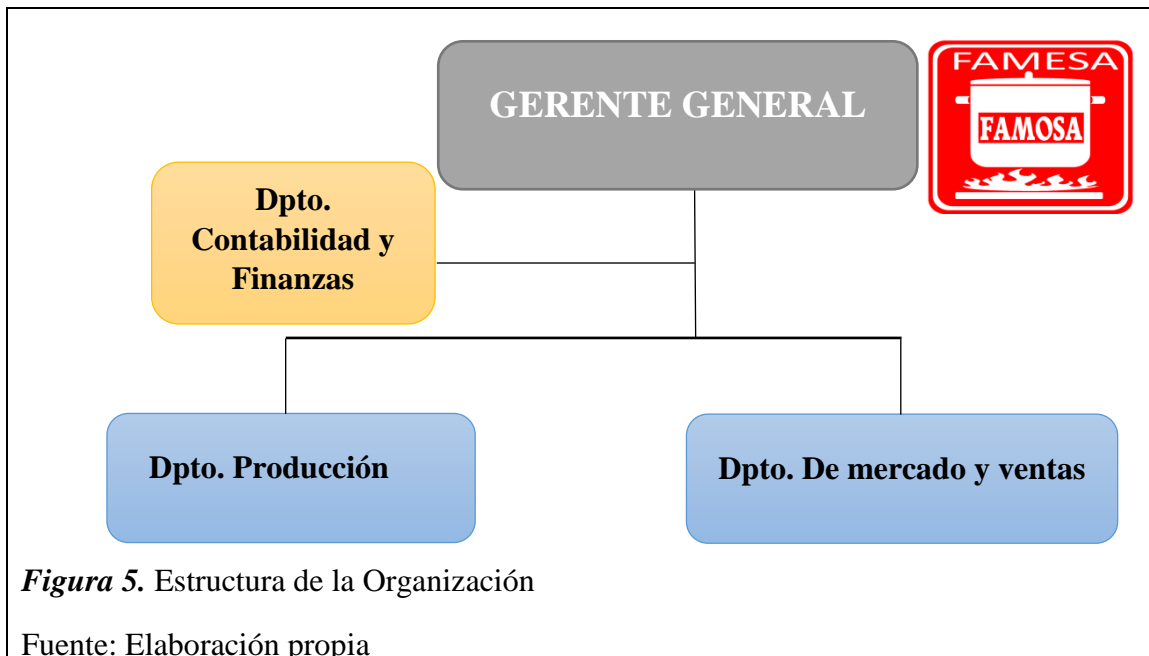 GERENTE GENERAL
FAMESA
FAMOSA
Dpto.
Contabilidad y
Finanzas
Dpto. Producción
Dpto. De mercado y ventas
Figura 5. Estructura de la Organización
Fuente: Elaboración propia